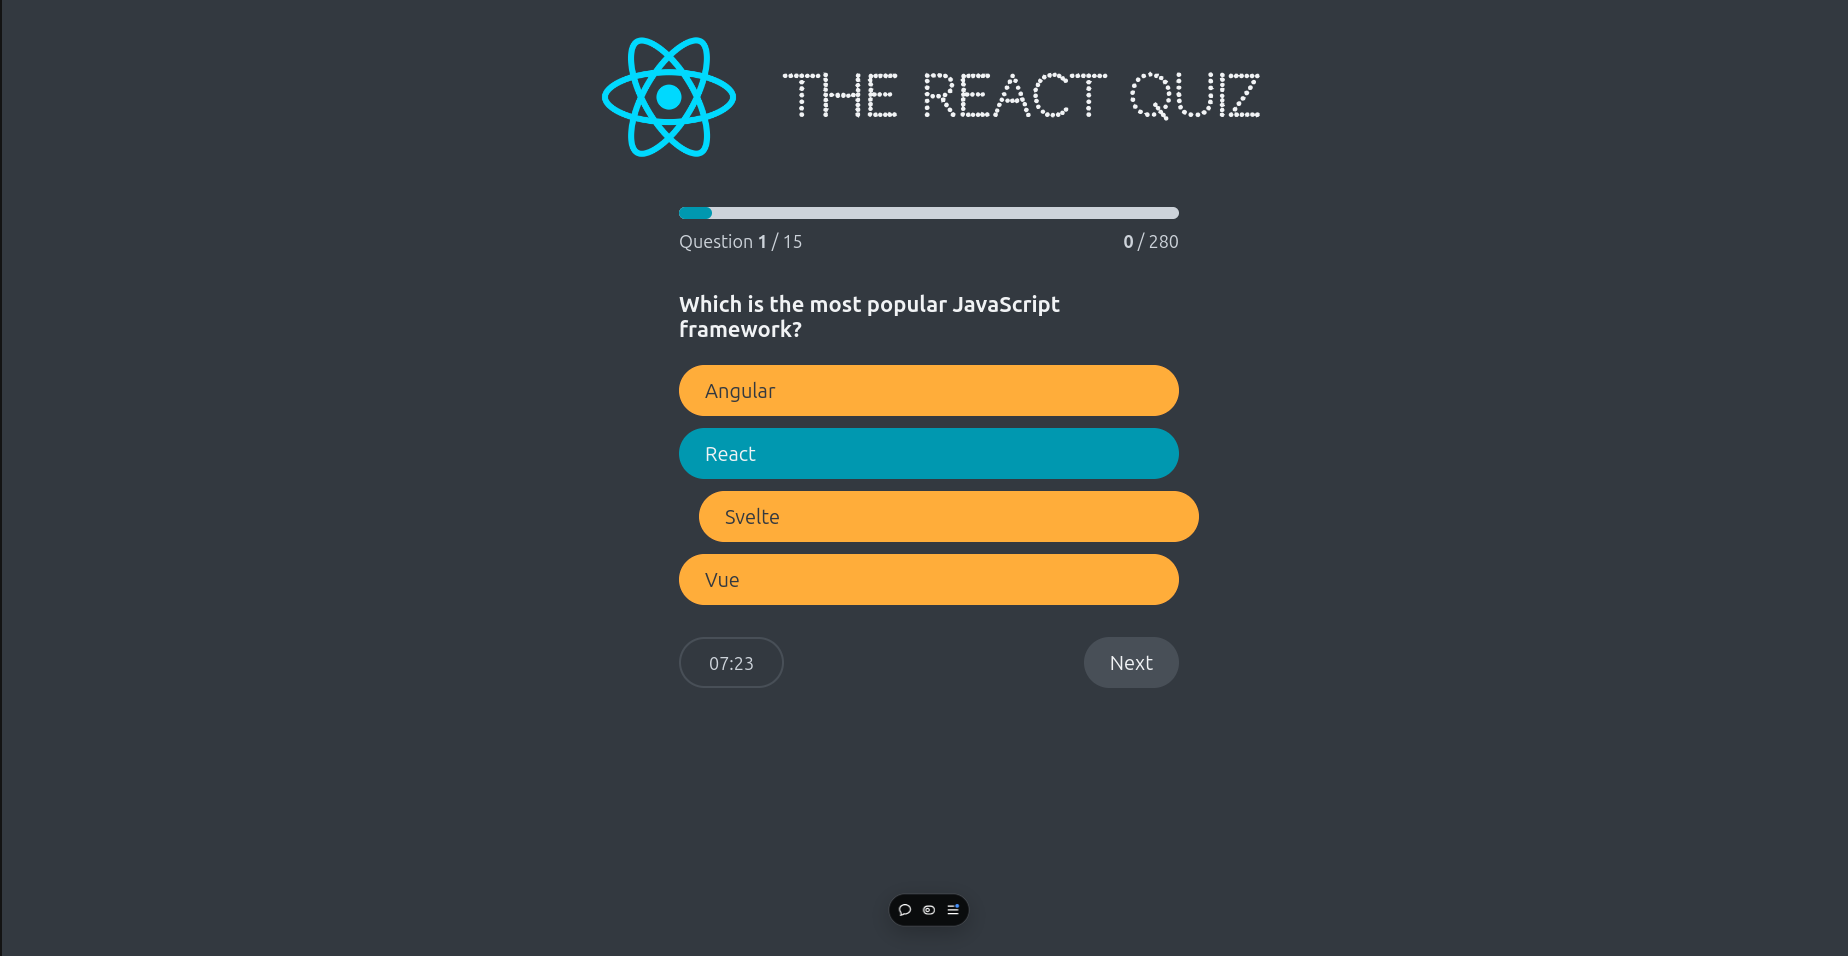 THE REACT QUIZ
Question 1 / 15
0 / 280
Which is the most popular JavaScript
framework?
Angular
React
Svelte
Vue
07:23
Next